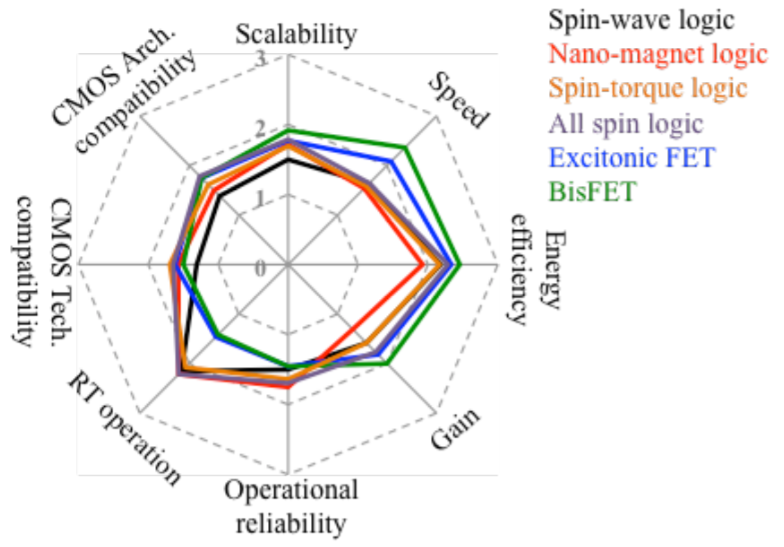 Scalability
Speed
Energy
efficiency
Gain
Operational
reliability
RT operation
CMOS Tech.
compatibility
CMOS Arch.
compatibility
3
2
1
0
Spin-wave logic
Nano-magnet logic
Spin-torque logic
All spin logic
Excitonic FET
BisFET